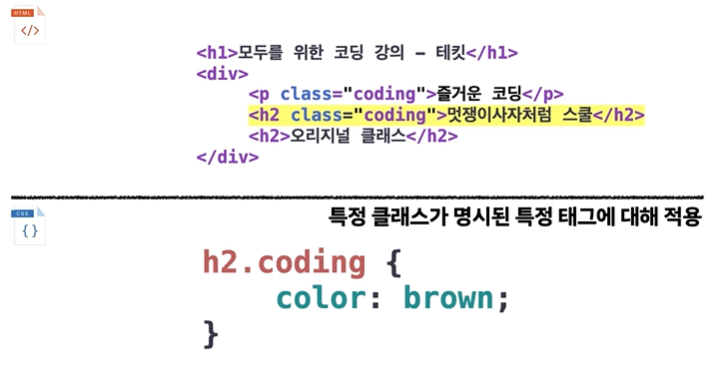 HTML
</>
<h1>모두를 위한 코딩 강의 - 테킷</h1>
<div>
<p class="coding">즐거운 코딩</p>
<h2 class="coding">멋쟁이사자처럼 스쿨</h2>
<h2>오리지널 클래스</h2>
</div>
CSS
{ }
특정 클래스가 명시된 특정 태그에 대해 적용
h2.coding {
color: brown;
}